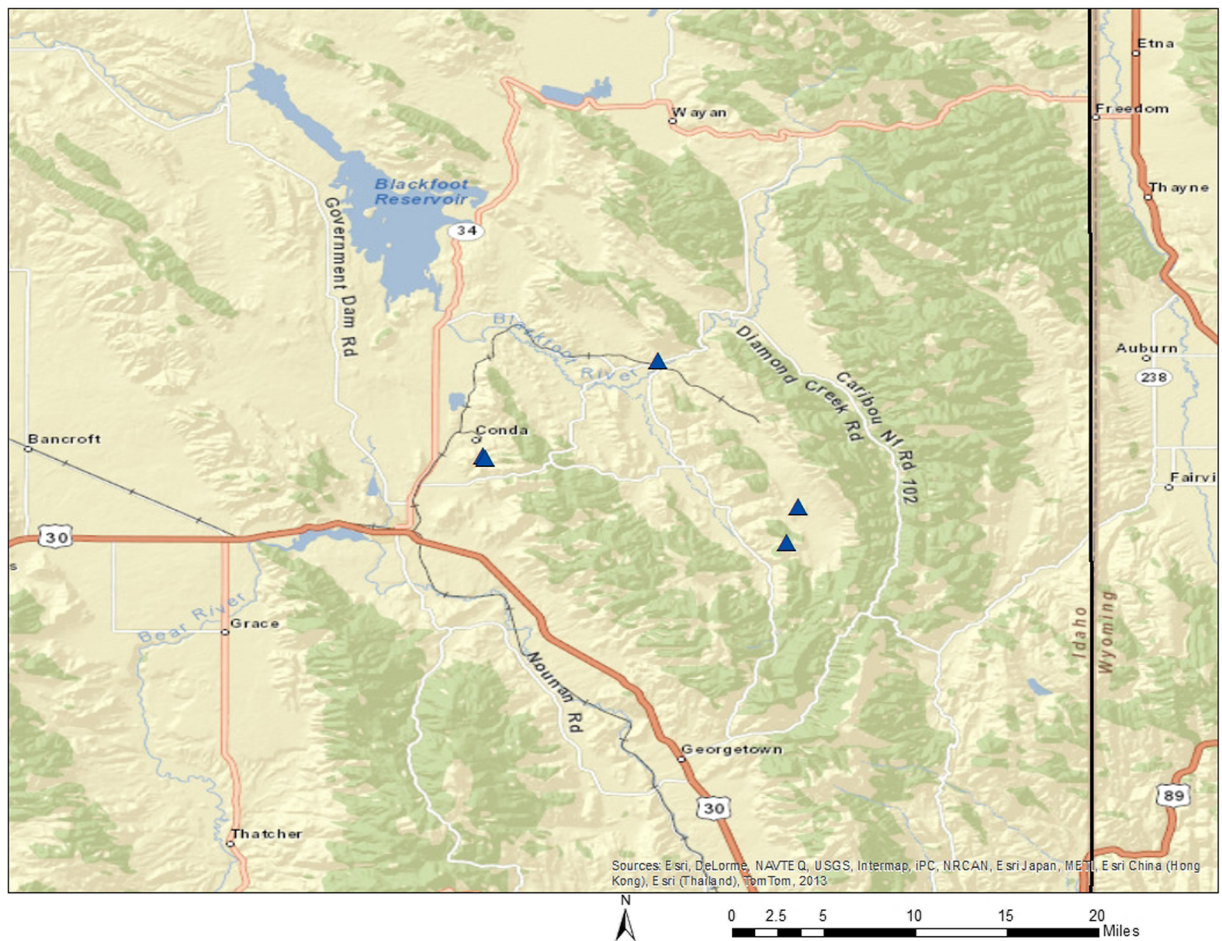 Etna
Freedom
Wayan
Thayne
Blackfoot
Reservoir
34
Government Dam Rd
Blackfoot
River
Diamond Creek Rd
Caribou Nf Rd 102
Auburn
238
Conda
Bancroft
Fairvi
30
s
Bear River
Grace
Idaho
Wyoming
Nounan Rd
Georgetown
30
89
Thatcher
Sources: Esri, DeLorme, NAVTEQ, USGS, Intermap, iPC, NRCAN, Esri Japan, METI, Esri China (Hong
Kong), Esri (Thailand), TomTom, 2013
N
0 2.5 5 10 15 20
Miles